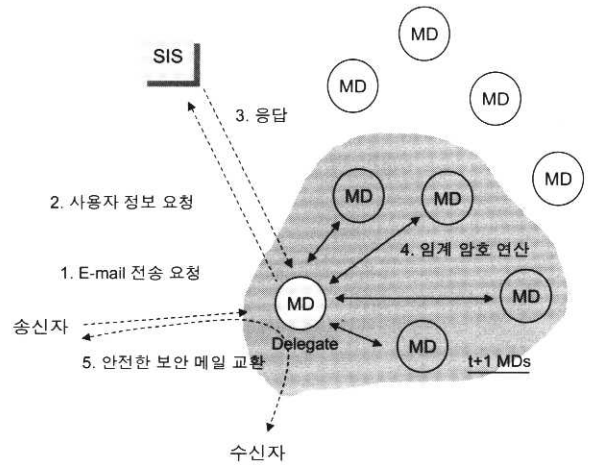 MD
SIS
MD
MD
3. 응답
MD
2. 사용자 정보 요청
MD
MD
4. 임계 암호 연산
1. E-mail 전송 요청
MD
MD
송신자
Delegate
MD
5. 안전한 보안 메일 교환
t+1 MDs
수신자